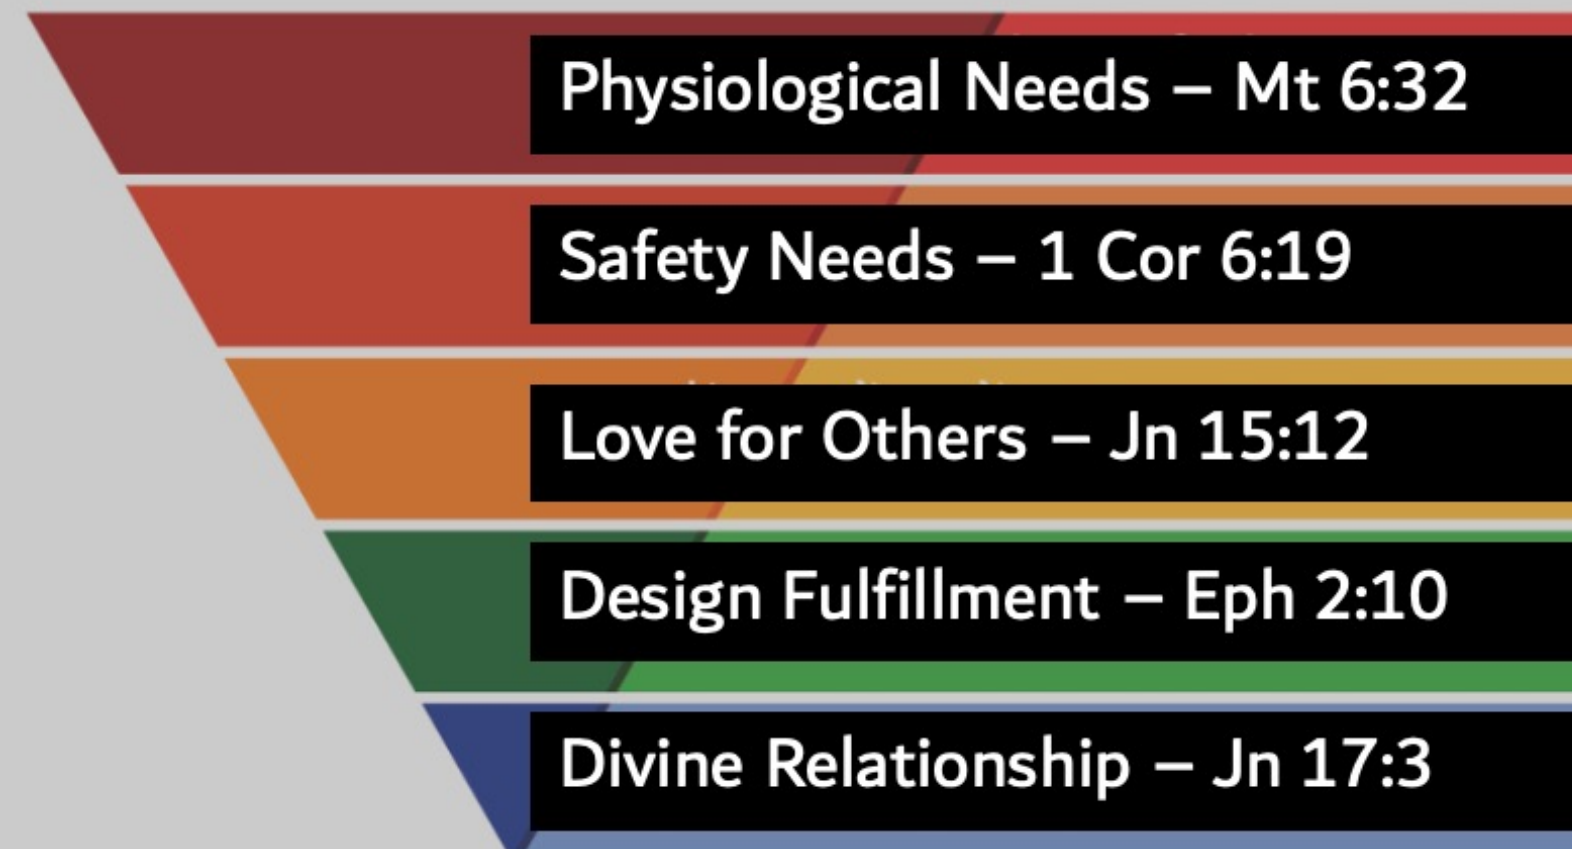 Physiological Needs – Mt 6:32
Safety Needs – 1 Cor 6:19
Love for Others – Jn 15:12
Design Fulfillment – Eph 2:10
Divine Relationship – Jn 17:3